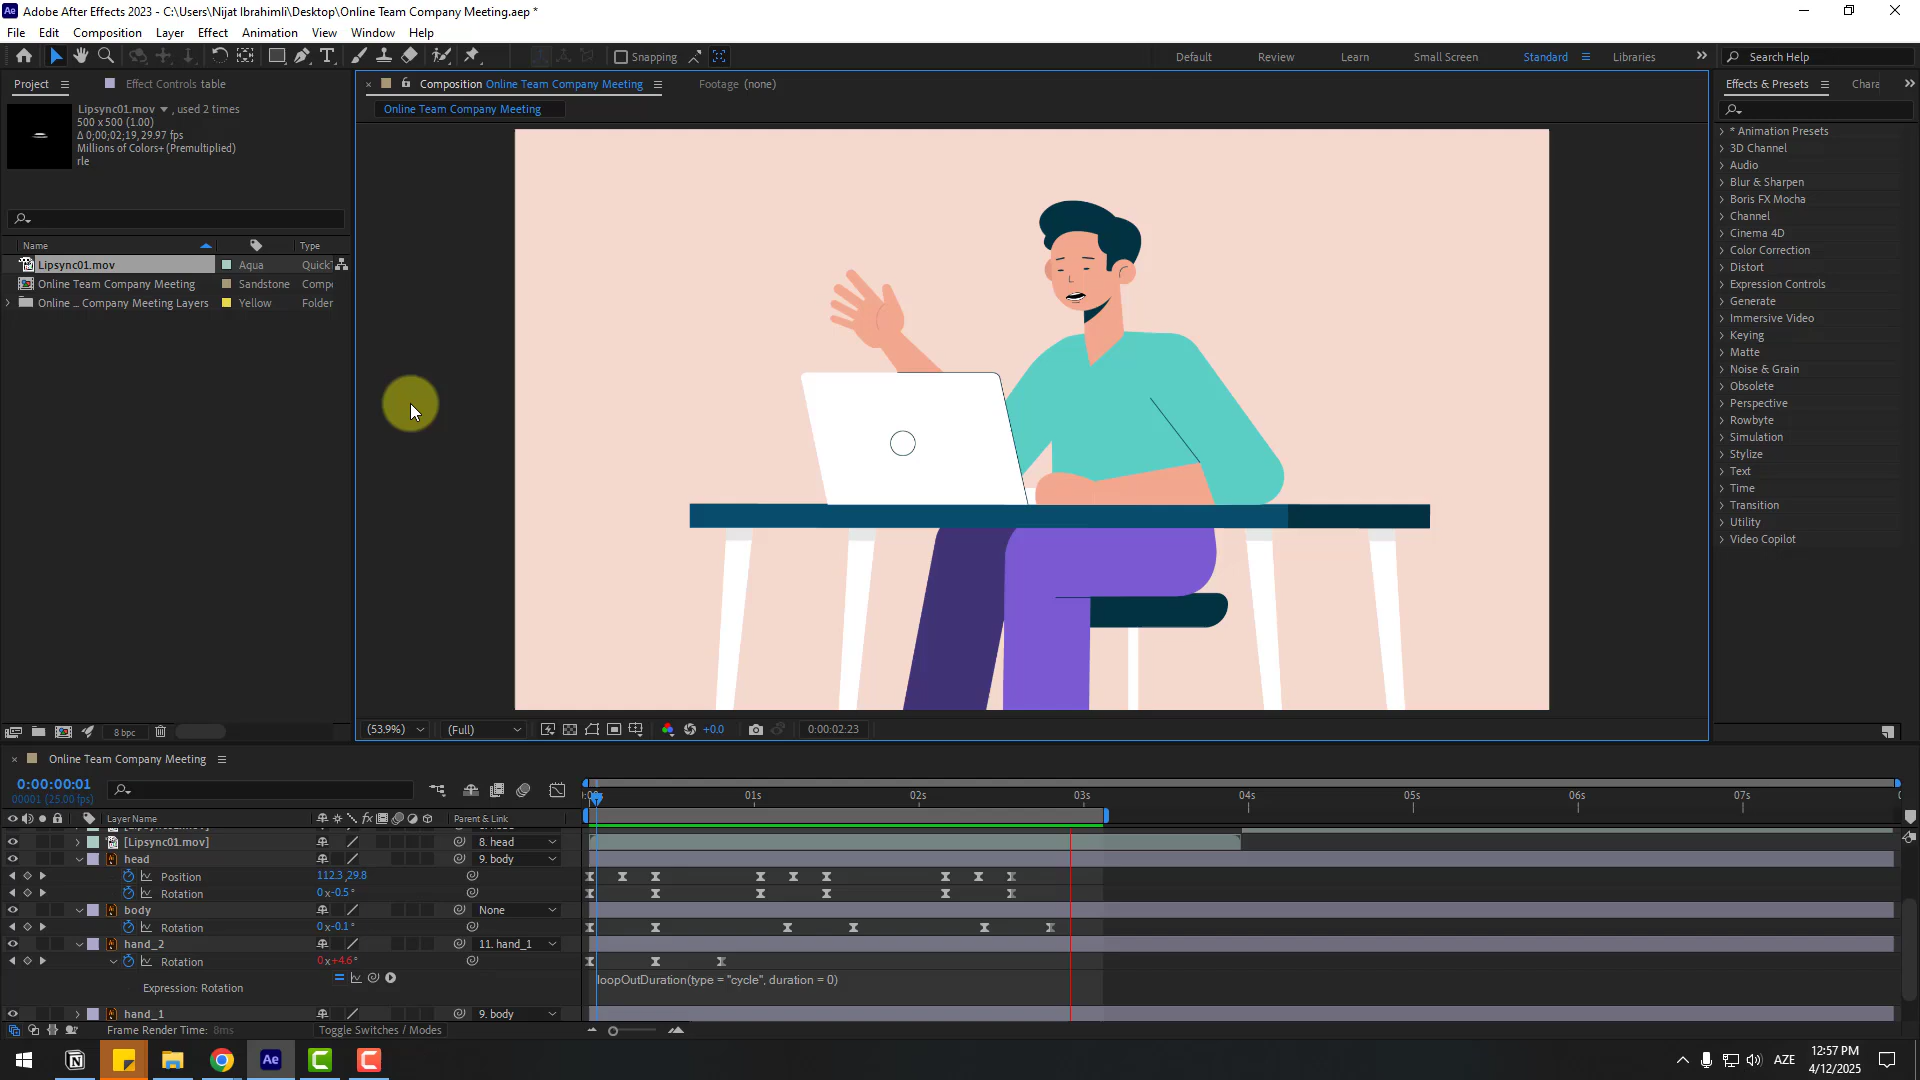 Adobe After Effects 2023 - C:\Users\Nijat Ibrahimli\Desktop\Online Team Company Meeting.aep *
File Edit Composition Layer Effect Animation View Window Help
Snapping
Default Review Learn Small Screen Standard Libraries
Search Help
Project Effect Controls table
Composition Online Team Company Meeting Footage (none)
Effects & Presets Chara
Lipsync01.mov , used 2 times
500 x 500 (1.00)
Δ 0;00;02;19, 29.97 fps
Millions of Colors+ (Premultiplied)
rle
Online Team Company Meeting
Name Type
Lipsync01.mov Aqua Quick
Online Team Company Meeting Sandstone Comp
Online ... Company Meeting Layers Yellow Folder
* Animation Presets
3D Channel
Audio
Blur & Sharpen
Boris FX Mocha
Channel
Cinema 4D
Color Correction
Distort
Expression Controls
Generate
Immersive Video
Keying
Matte
Noise & Grain
Obsolete
Perspective
Rowbyte
Simulation
Stylize
Text
Time
Transition
Utility
Video Copilot
8 bpc
(53.9%) (Full) +0.0 0:00:02:23
Online Team Company Meeting
0:00:00:01
00001 (25.00 fps)
01s 02s 03s 04s 05s 06s 07s
Layer Name Parent & Link
[Lipsync01.mov] 8. head
head 9. body
Position 112.3,29.8
Rotation 0x-0.5°
body None
Rotation 0x-0.1°
hand_2 11. hand_1
Rotation 0x+4.6°
Expression: Rotation
loopOutDuration(type = "cycle", duration = 0)
hand_1 9. body
Frame Render Time: 8ms Toggle Switches / Modes
AZE
12:57 PM
4/12/2025